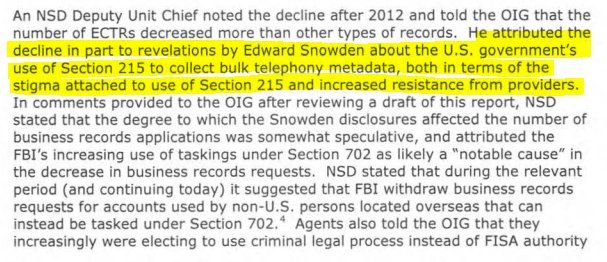 An NSD Deputy Unit Chief noted the decline after 2012 and told the OIG that the
number of ECTRs decreased more than other types of records. He attributed the
decline in part to revelations by Edward Snowden about the U.S. government's
use of Section 215 to collect bulk telephony metadata, both in terms of the
stigma attached to use of Section 215 and increased resistance from providers.
In comments provided to the OIG after reviewing a draft of this report, NSD
stated that the degree to which the Snowden disclosures affected the number of
business records applications was somewhat speculative, and attributed the
FBI's increasing use of taskings under Section 702 as likely a "notable cause" in
the decrease in business records requests. NSD stated that during the relevant
period (and continuing today) it suggested that FBI withdraw business records
requests for accounts used by non-U.S. persons located overseas that can
instead be tasked under Section 702.4 Agents also told the OIG that they
increasingly were electing to use criminal legal process instead of FISA authority